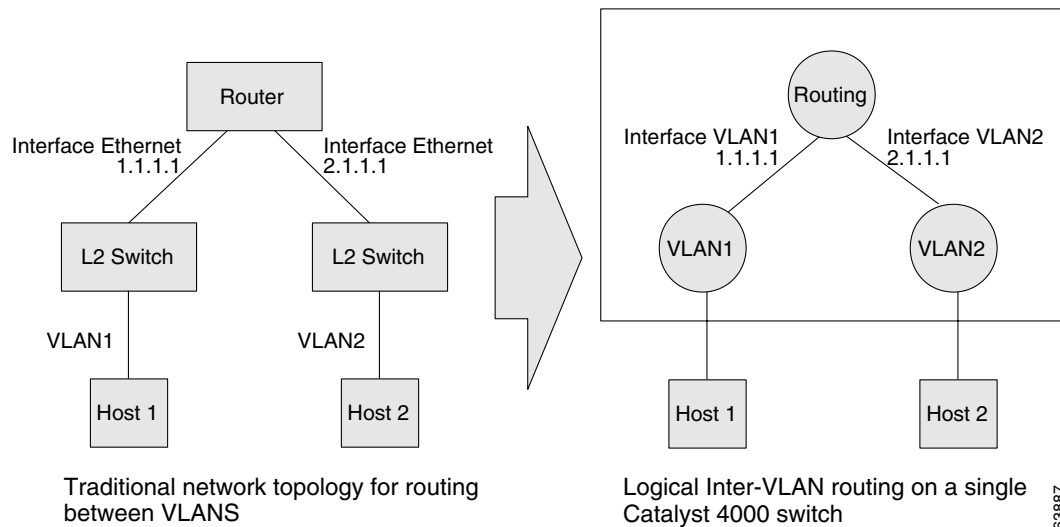 Router
Interface Ethernet
1.1.1.1
Interface Ethernet
2.1.1.1
L2 Switch
L2 Switch
VLAN1
VLAN2
Host 1
Host 2
Traditional network topology for routing
between VLANS
Routing
Interface VLAN1
1.1.1.1
Interface VLAN2
2.1.1.1
VLAN1
VLAN2
Host 1
Host 2
Logical Inter-VLAN routing on a single
Catalyst 4000 switch